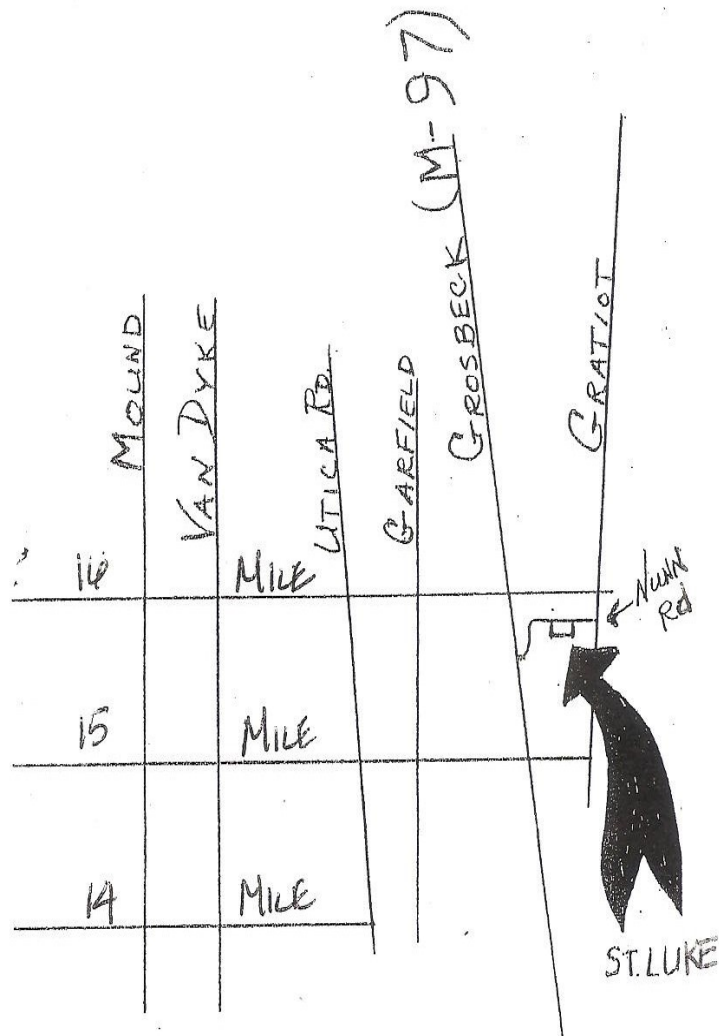 GROSBECK (M-97)
GRATIOT
MOUND
VAN DYKE
UTICA RD.
GARFIELD
16 MILE
NUNN
Rd
15 MILE
14 MILE
ST. LUKE